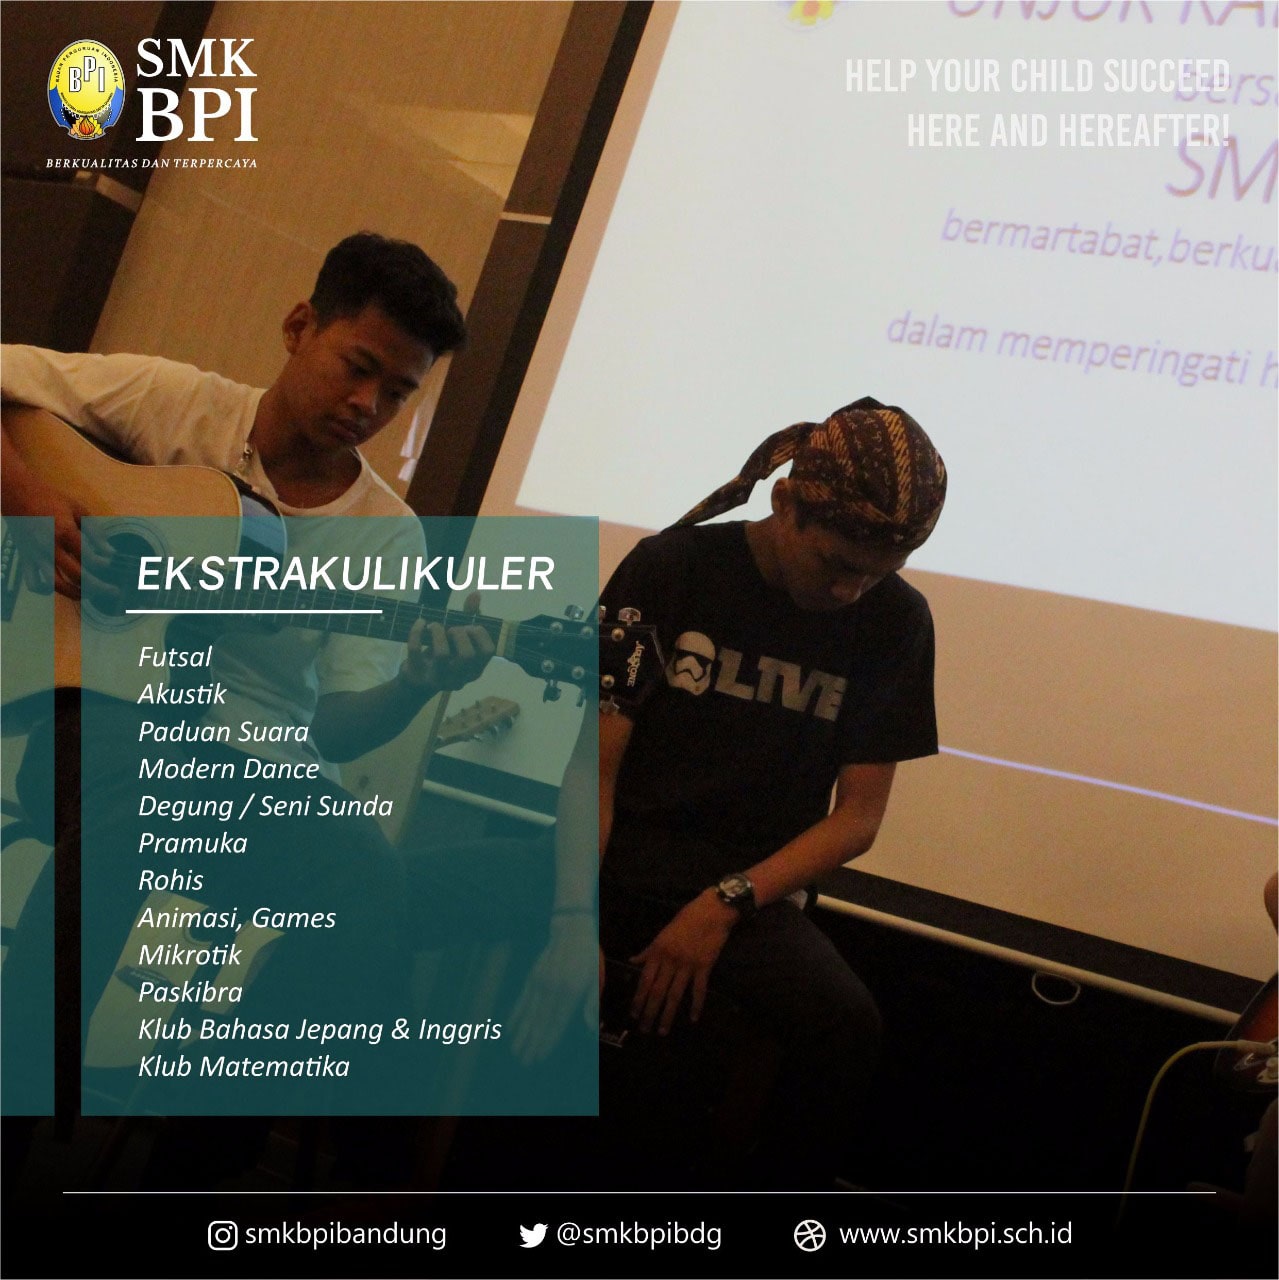 SMK
BPI
BERKUALITAS DAN TERPERCAYA
HELP YOUR CHILD SUCCEED
HERE AND HEREAFTER!
SM
bermartabat,berku
dalam memperingati h
LIVE
EKSTRAKULIKULER
Futsal
Akustik
Paduan Suara
Modern Dance
Degung / Seni Sunda
Pramuka
Rohis
Animasi, Games
Mikrotik
Paskibra
Klub Bahasa Jepang & Inggris
Klub Matematika
smkbpibandung
@smkbpibdg
www.smkbpi.sch.id